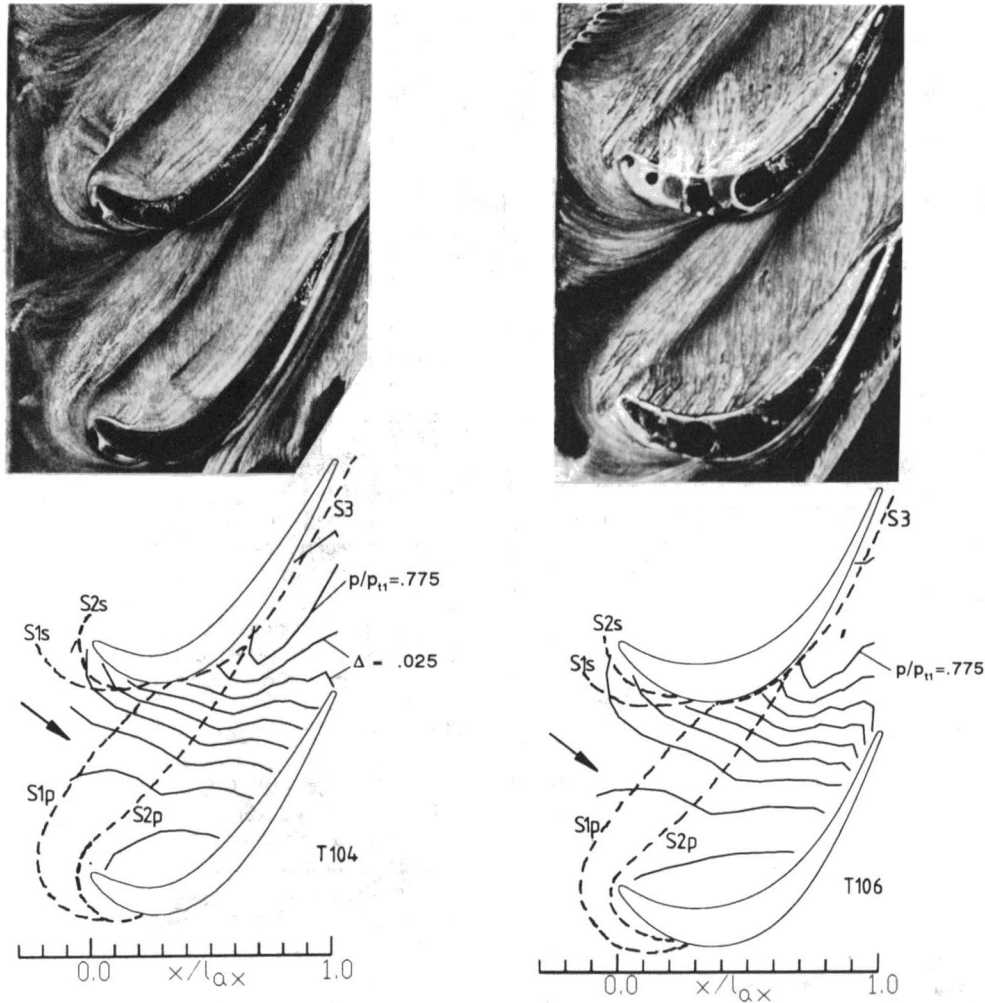 S3
p/pt1=.775
S2s
S1s
Δ = .025
S1p
S2p
T104
0.0
x/lax
1.0
S3
S2s
S1s
p/pt1=.775
S1p
S2p
T106
0.0
x/lax
1.0